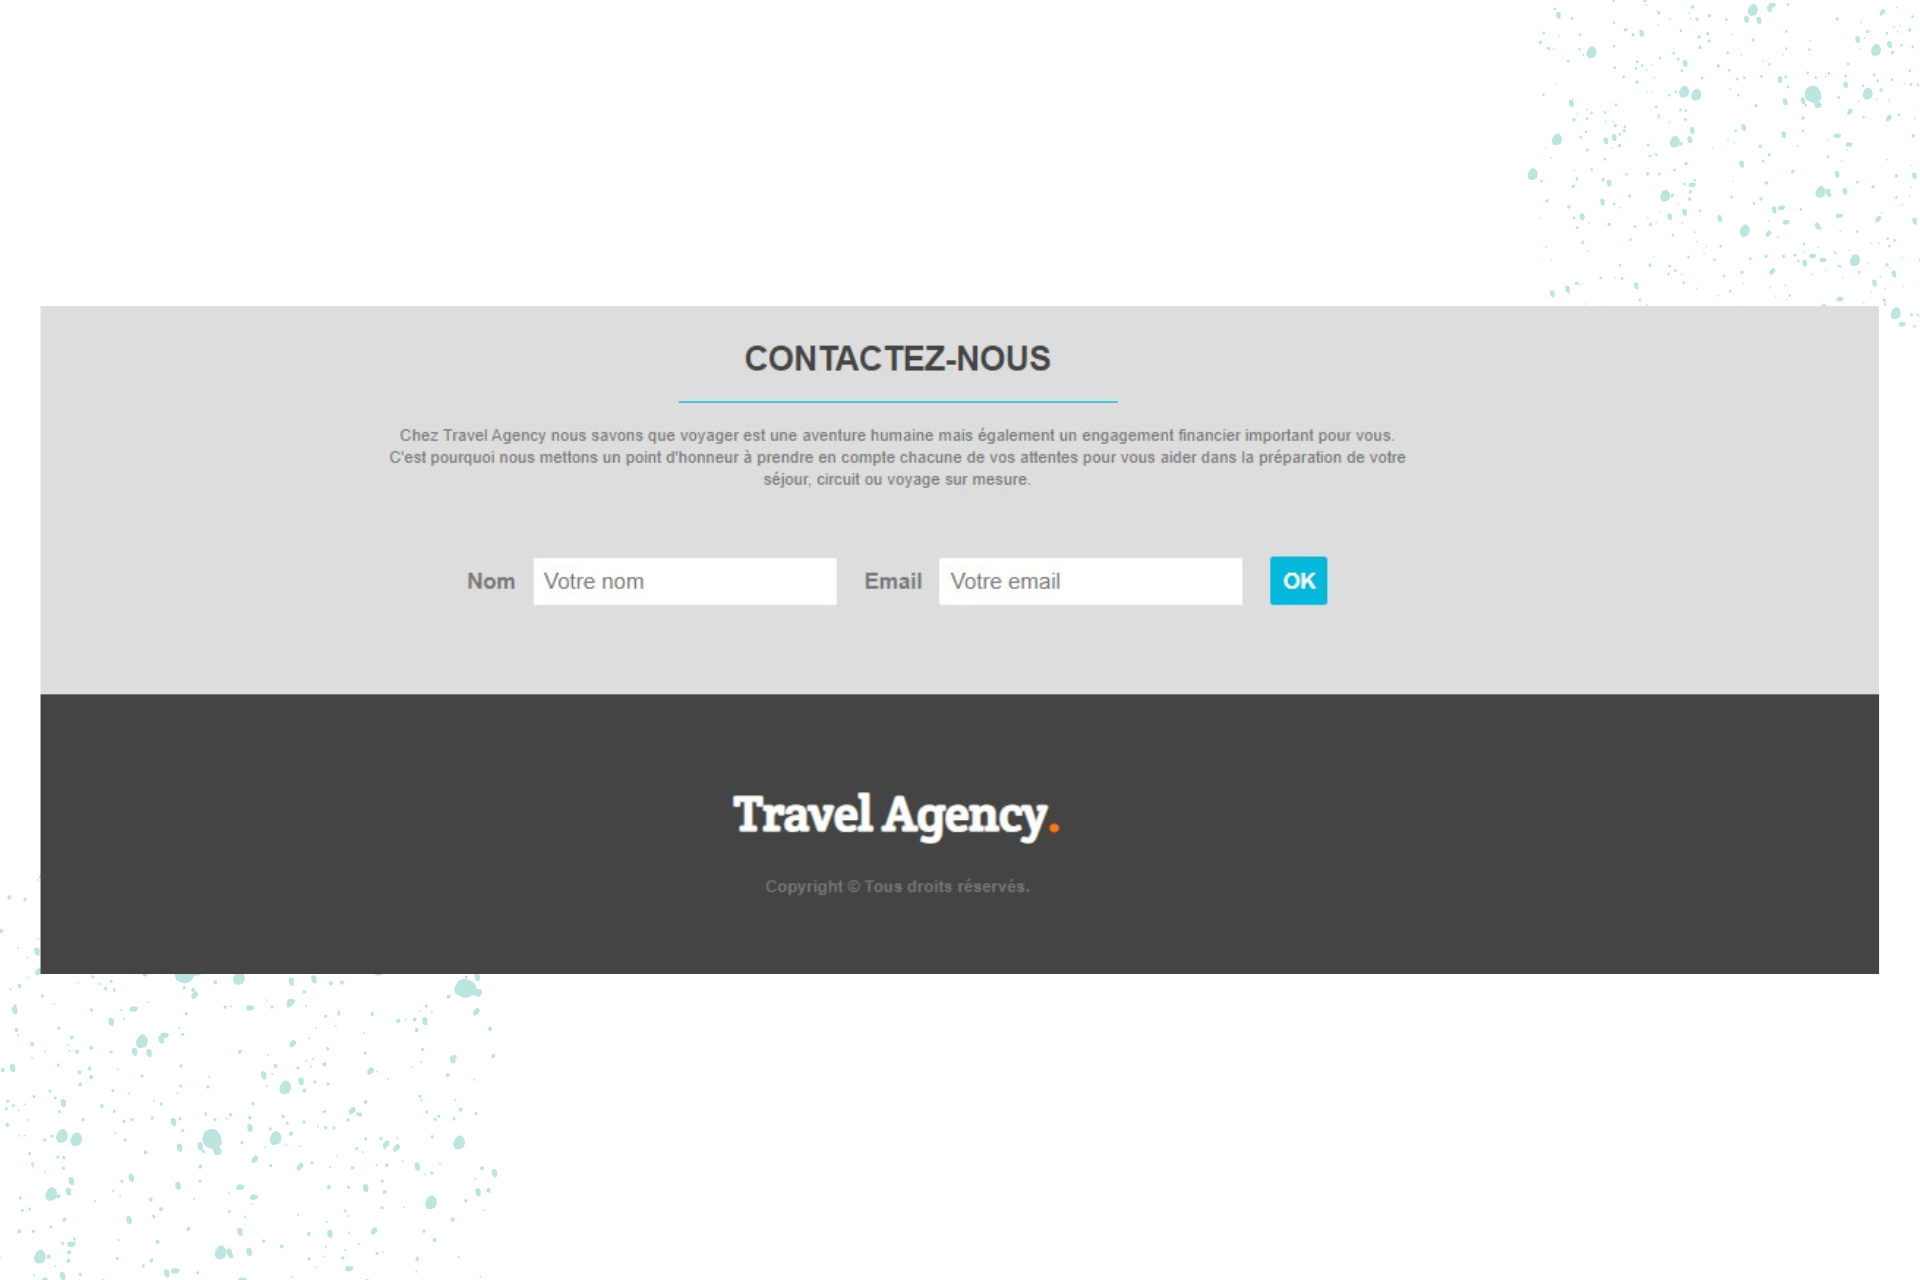 CONTACTEZ-NOUS
Chez Travel Agency nous savons que voyager est une aventure humaine mais également un engagement financier important pour vous.
C'est pourquoi nous mettons un point d'honneur à prendre en compte chacune de vos attentes pour vous aider dans la préparation de votre
séjour, circuit ou voyage sur mesure.
Nom Votre nom Email Votre email OK
Travel Agency.
Copyright © Tous droits réservés.